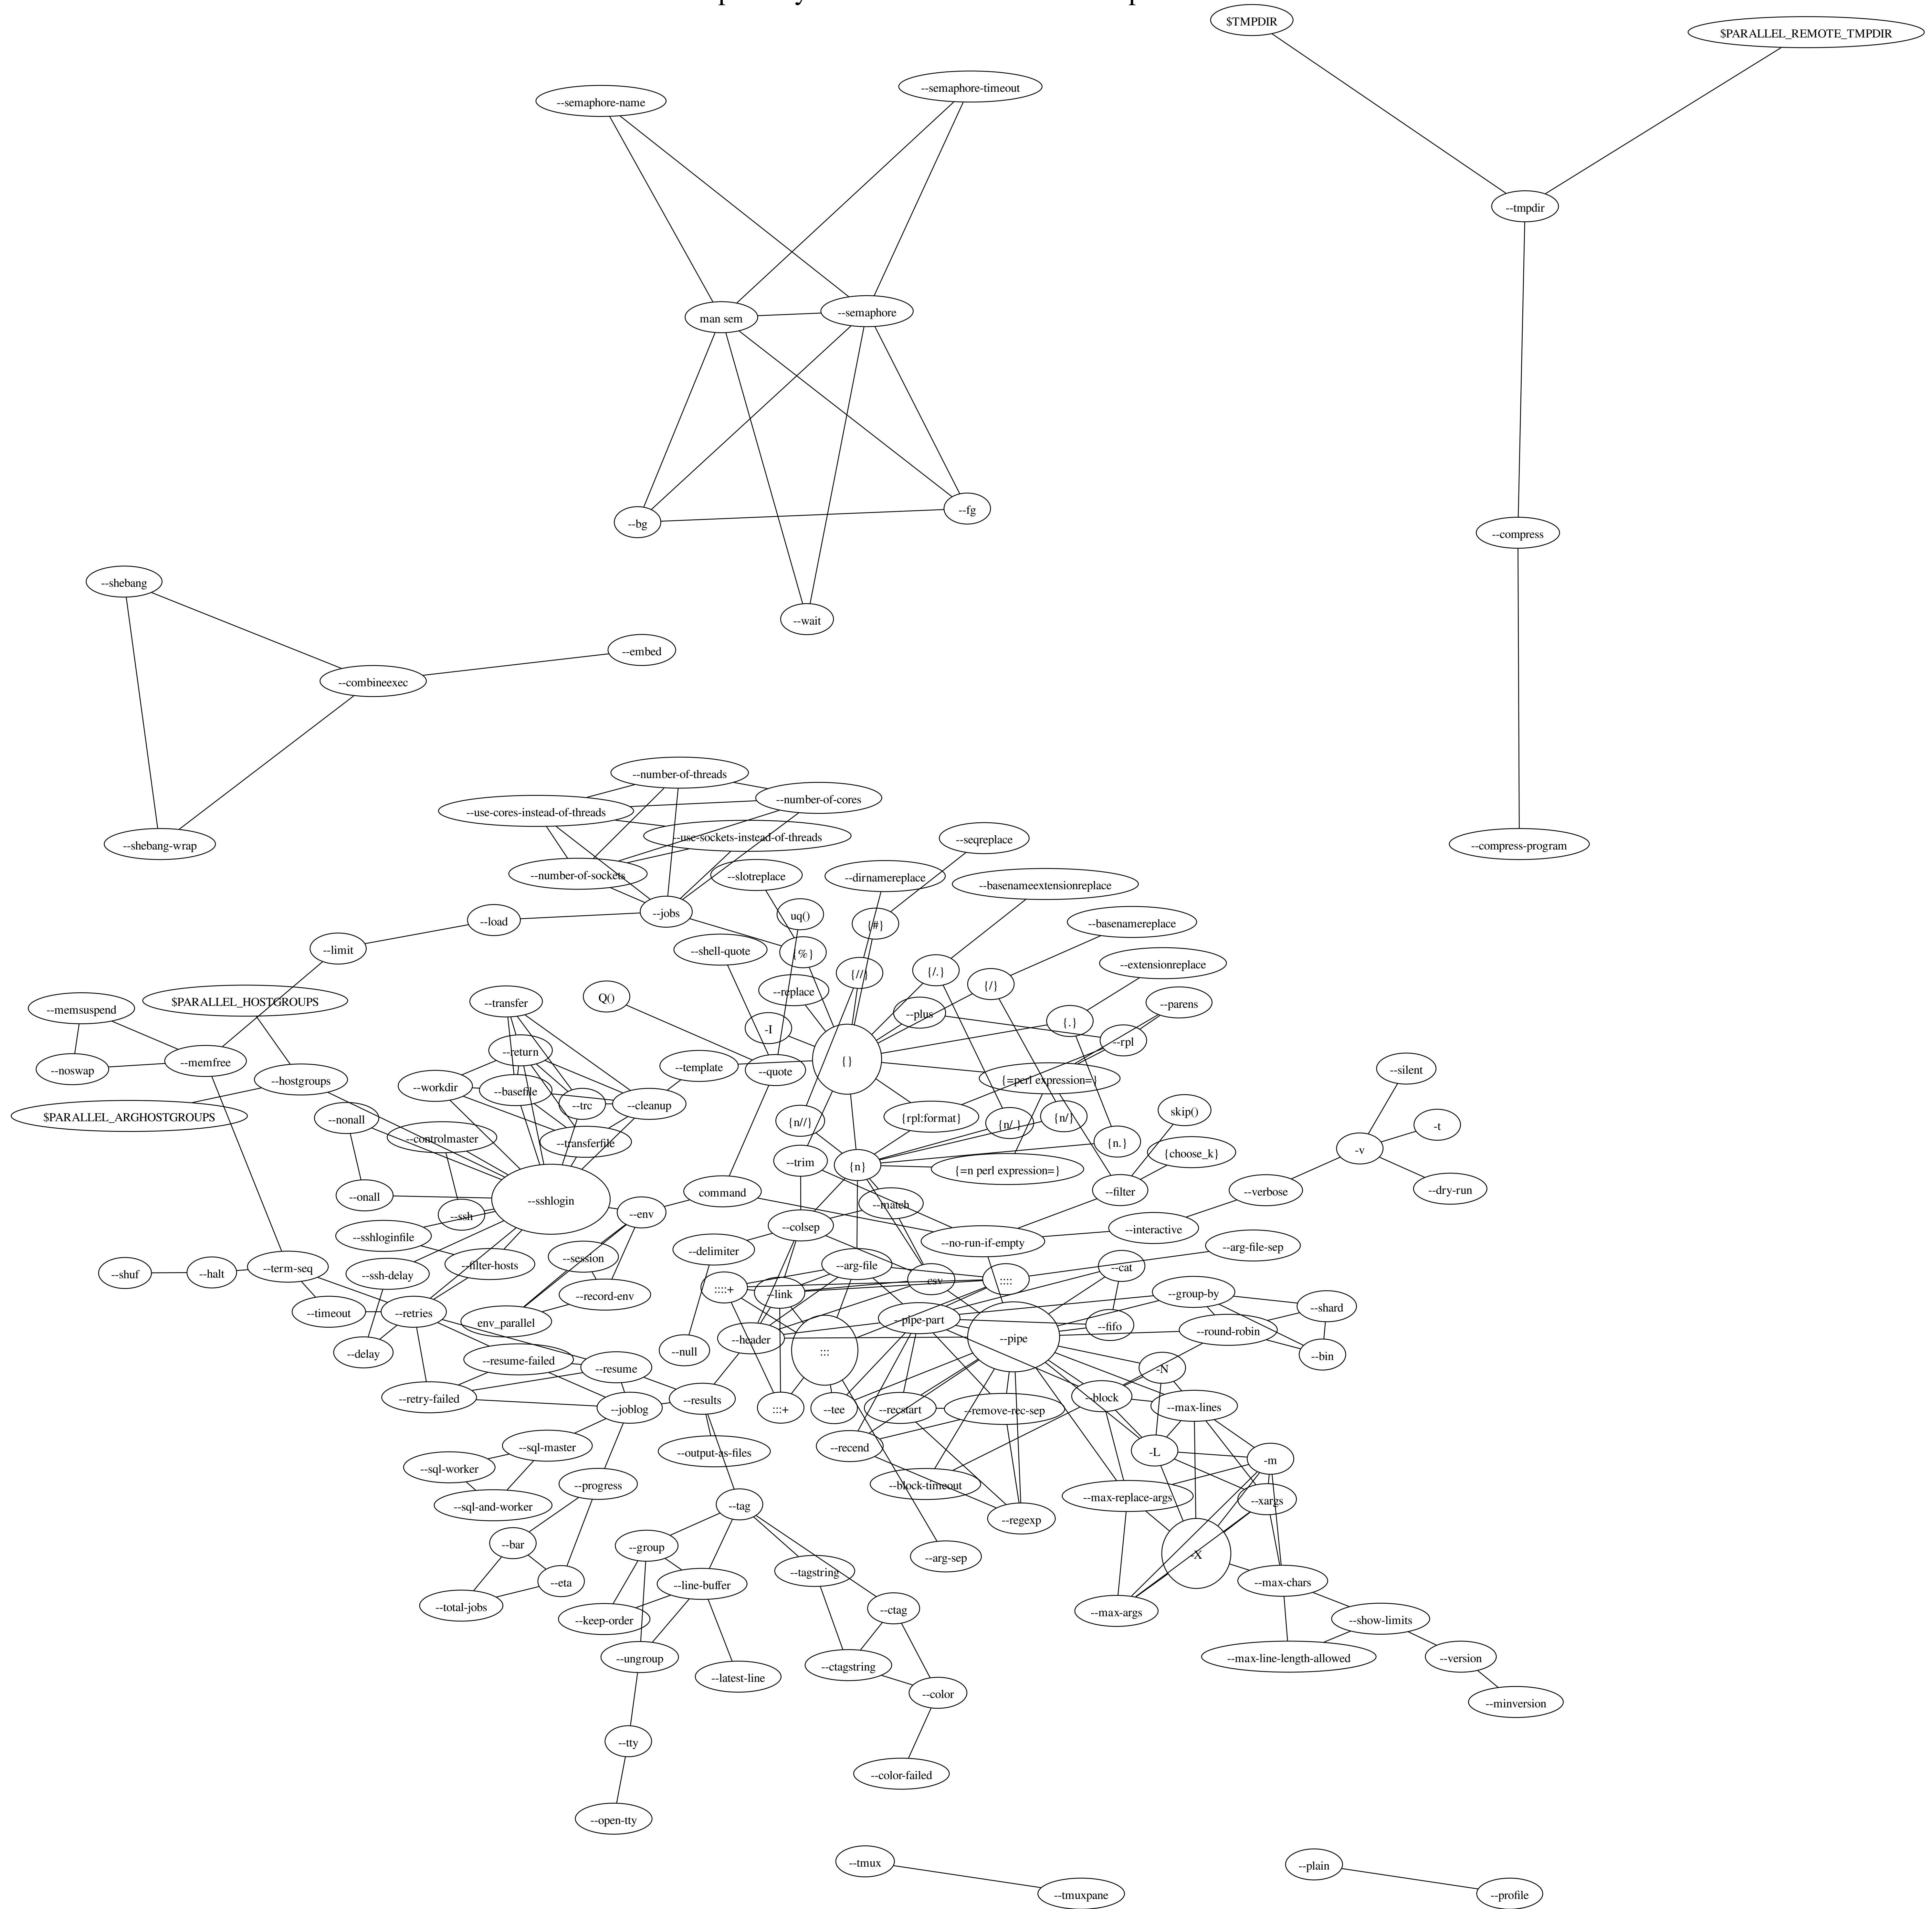 $TMPDIR
$PARALLEL_REMOTE_TMPDIR
--semaphore-name
--semaphore-timeout
--tmpdir
man sem
--semaphore
--bg
--fg
--compress
--shebang
--wait
--embed
--combineexec
--shebang-wrap
--compress-program
--number-of-threads
--number-of-cores
--use-cores-instead-of-threads
--use-sockets-instead-of-threads
--seqreplace
--number-of-sockets
--slotreplace
--dirnamereplace
--basenameextensionreplace
--load
--jobs
uq()
{#}
--basenamereplace
--limit
--shell-quote
{%}
{//}
{/.}
--extensionreplace
{/}
--replace
Q()
$PARALLEL_HOSTGROUPS
--transfer
--parens
--memsuspend
--plus
{.}
-I
--rpl
--return
--memfree
--noswap
--template
--quote
{}
{=perl expression=}
--silent
--hostgroups
--workdir
--basefile
--trc
--cleanup
$PARALLEL_ARGHOSTGROUPS
--nonall
{n//}
{rpl:format}
{n/.}
{n/}
skip()
-t
--controlmaster
--transferfile
{n.}
{choose_k}
-v
--trim
{n}
{=n perl expression=}
--onall
--sshlogin
command
--filter
--verbose
--dry-run
--ssh
--env
--match
--sshloginfile
--colsep
--no-run-if-empty
--interactive
--delimiter
--arg-file-sep
--session
--filter-hosts
--shuf
--halt
--term-seq
--ssh-delay
--arg-file
--cat
::::+
--link
--csv
::::
--record-env
--group-by
--shard
--timeout
--retries
env_parallel
--pipe-part
--fifo
--round-robin
--header
--pipe
--delay
--null
:::
--bin
--resume-failed
--resume
-N
--retry-failed
--results
--block
--joblog
:::+
--tee
--recstart
--remove-rec-sep
--max-lines
--sql-master
--output-as-files
--recend
-L
-m
--sql-worker
--progress
--block-timeout
--max-replace-args
--xargs
--sql-and-worker
--tag
--regexp
--bar
--group
--arg-sep
-X
--eta
--line-buffer
--tagstring
--max-chars
--total-jobs
--keep-order
--ctag
--max-args
--show-limits
--ungroup
--latest-line
--ctagstring
--max-line-length-allowed
--version
--color
--minversion
--tty
--color-failed
--open-tty
--tmux
--tmuxpane
--plain
--profile